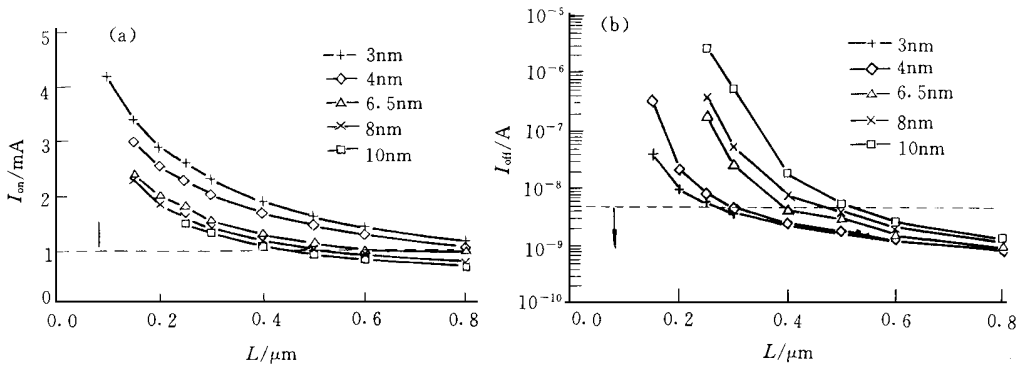 (a)
5
4
3
2
1
0
I_on/mA
3nm
4nm
6.5nm
8nm
10nm
0.0 0.2 0.4 0.6 0.8
L/μm
(b)
10^-5
10^-6
10^-7
10^-8
10^-9
10^-10
I_off/A
3nm
4nm
6.5nm
8nm
10nm
0.0 0.2 0.4 0.6 0.8
L/μm